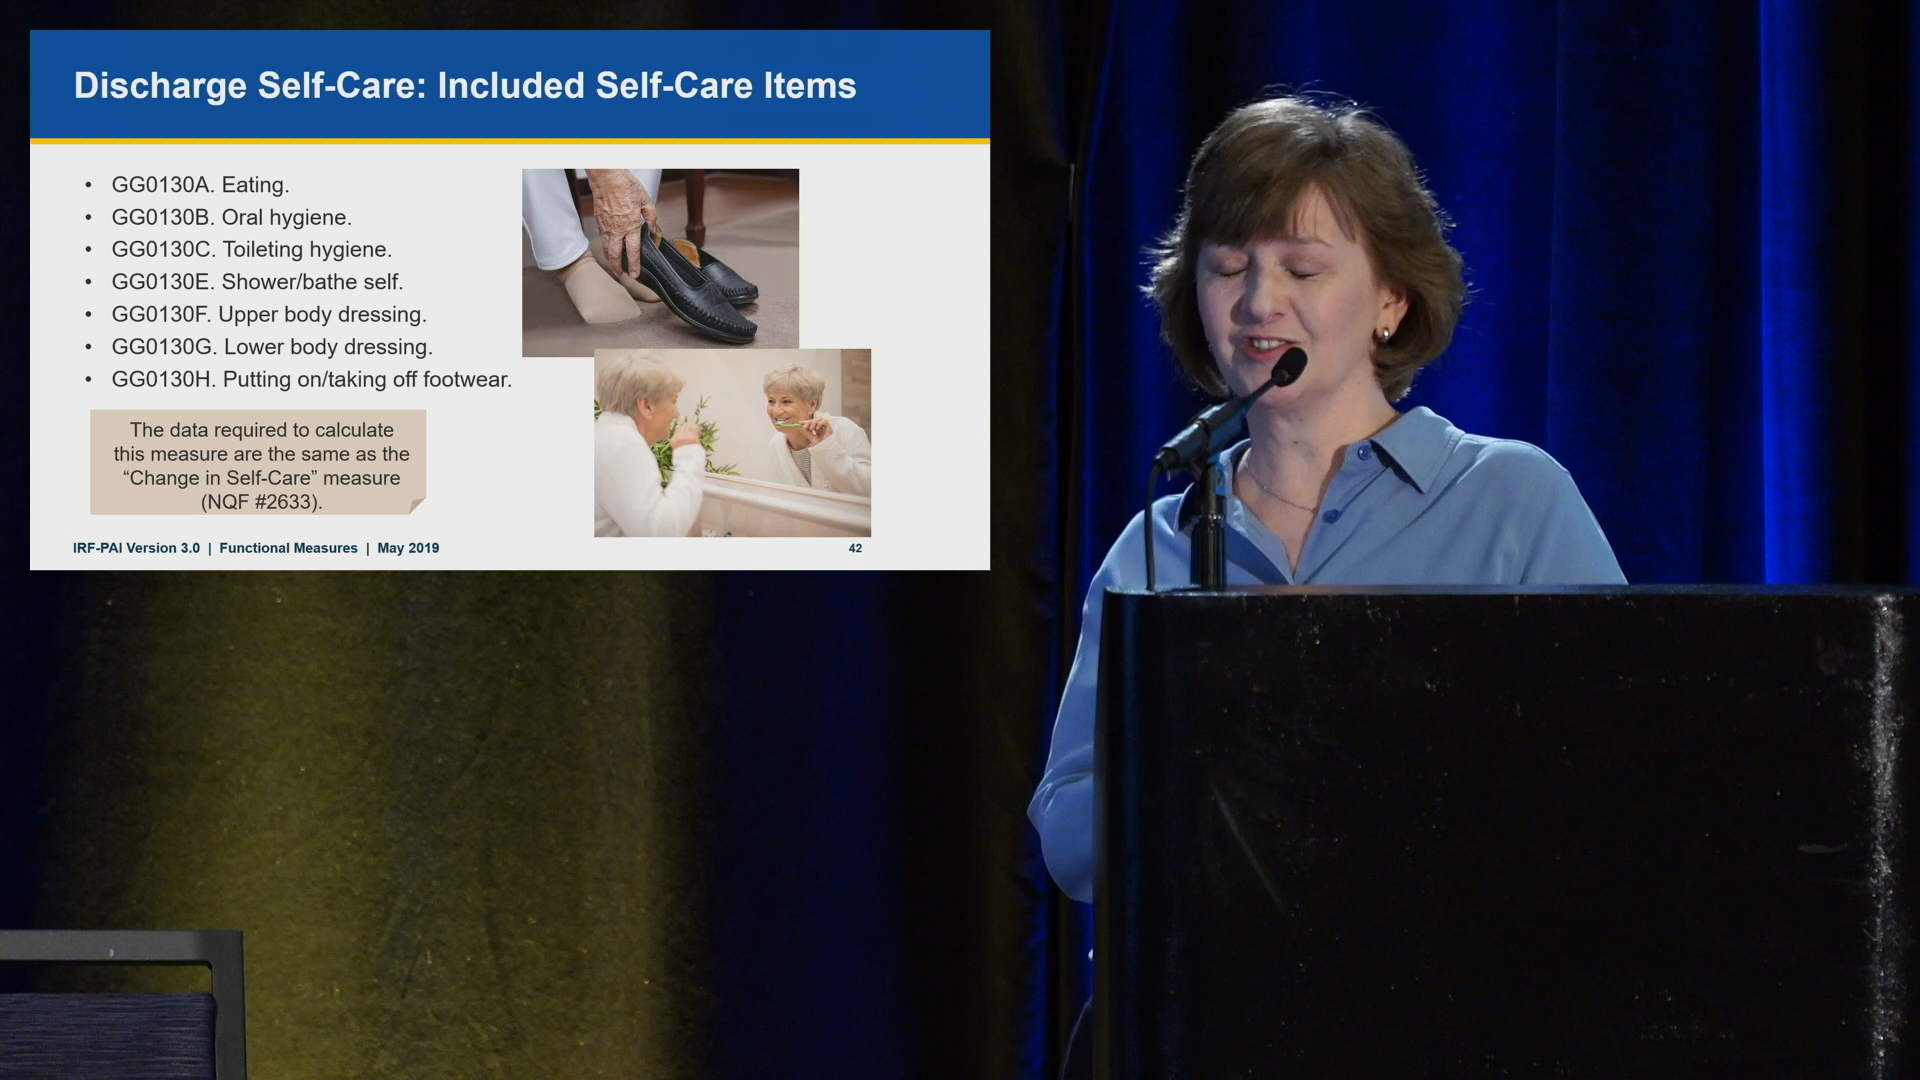 Discharge Self-Care: Included Self-Care Items
• GG0130A. Eating.
• GG0130B. Oral hygiene.
• GG0130C. Toileting hygiene.
• GG0130E. Shower/bathe self.
• GG0130F. Upper body dressing.
• GG0130G. Lower body dressing.
• GG0130H. Putting on/taking off footwear.
The data required to calculate
this measure are the same as the
“Change in Self-Care” measure
(NQF #2633).
IRF-PAI Version 3.0 | Functional Measures | May 2019 42